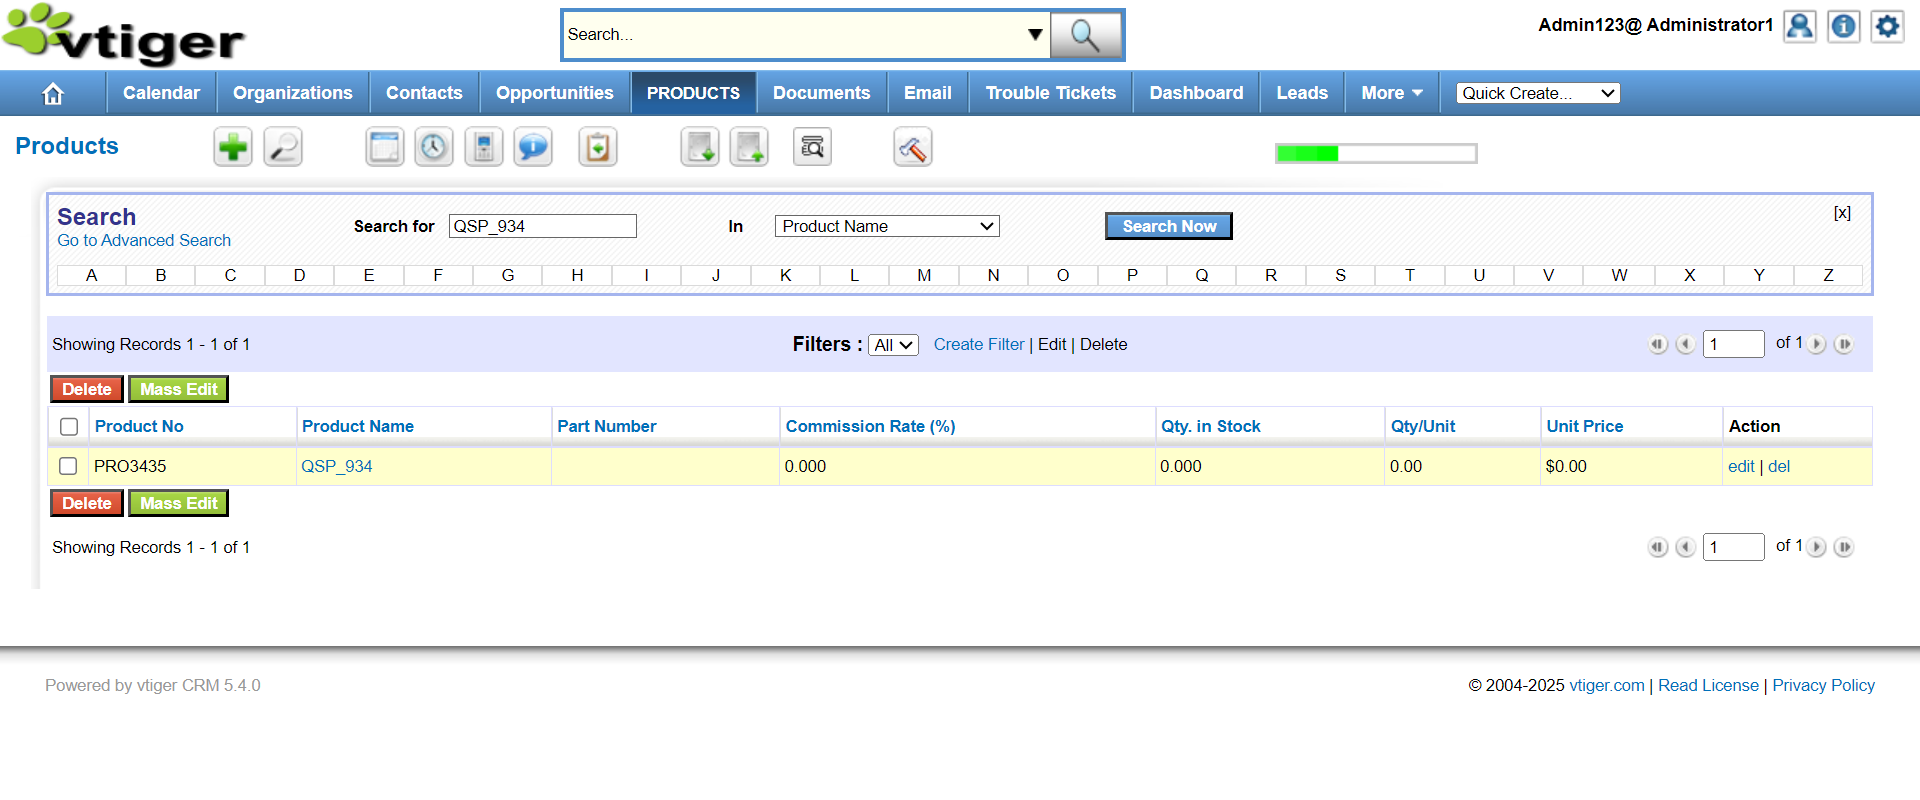 vtiger
Search...
Admin123@ Administrator1
Calendar Organizations Contacts Opportunities PRODUCTS Documents Email Trouble Tickets Dashboard Leads More Quick Create...
Products
Search
Go to Advanced Search
Search for QSP_934 In Product Name Search Now
[x]
A B C D E F G H I J K L M N O P Q R S T U V W X Y Z
Showing Records 1 - 1 of 1 Filters : All Create Filter | Edit | Delete 1 of 1
Delete Mass Edit
Product No Product Name Part Number Commission Rate (%) Qty. in Stock Qty/Unit Unit Price Action
PRO3435 QSP_934 0.000 0.000 0.00 $0.00 edit | del
Delete Mass Edit
Showing Records 1 - 1 of 1 1 of 1
Powered by vtiger CRM 5.4.0 © 2004-2025 vtiger.com | Read License | Privacy Policy